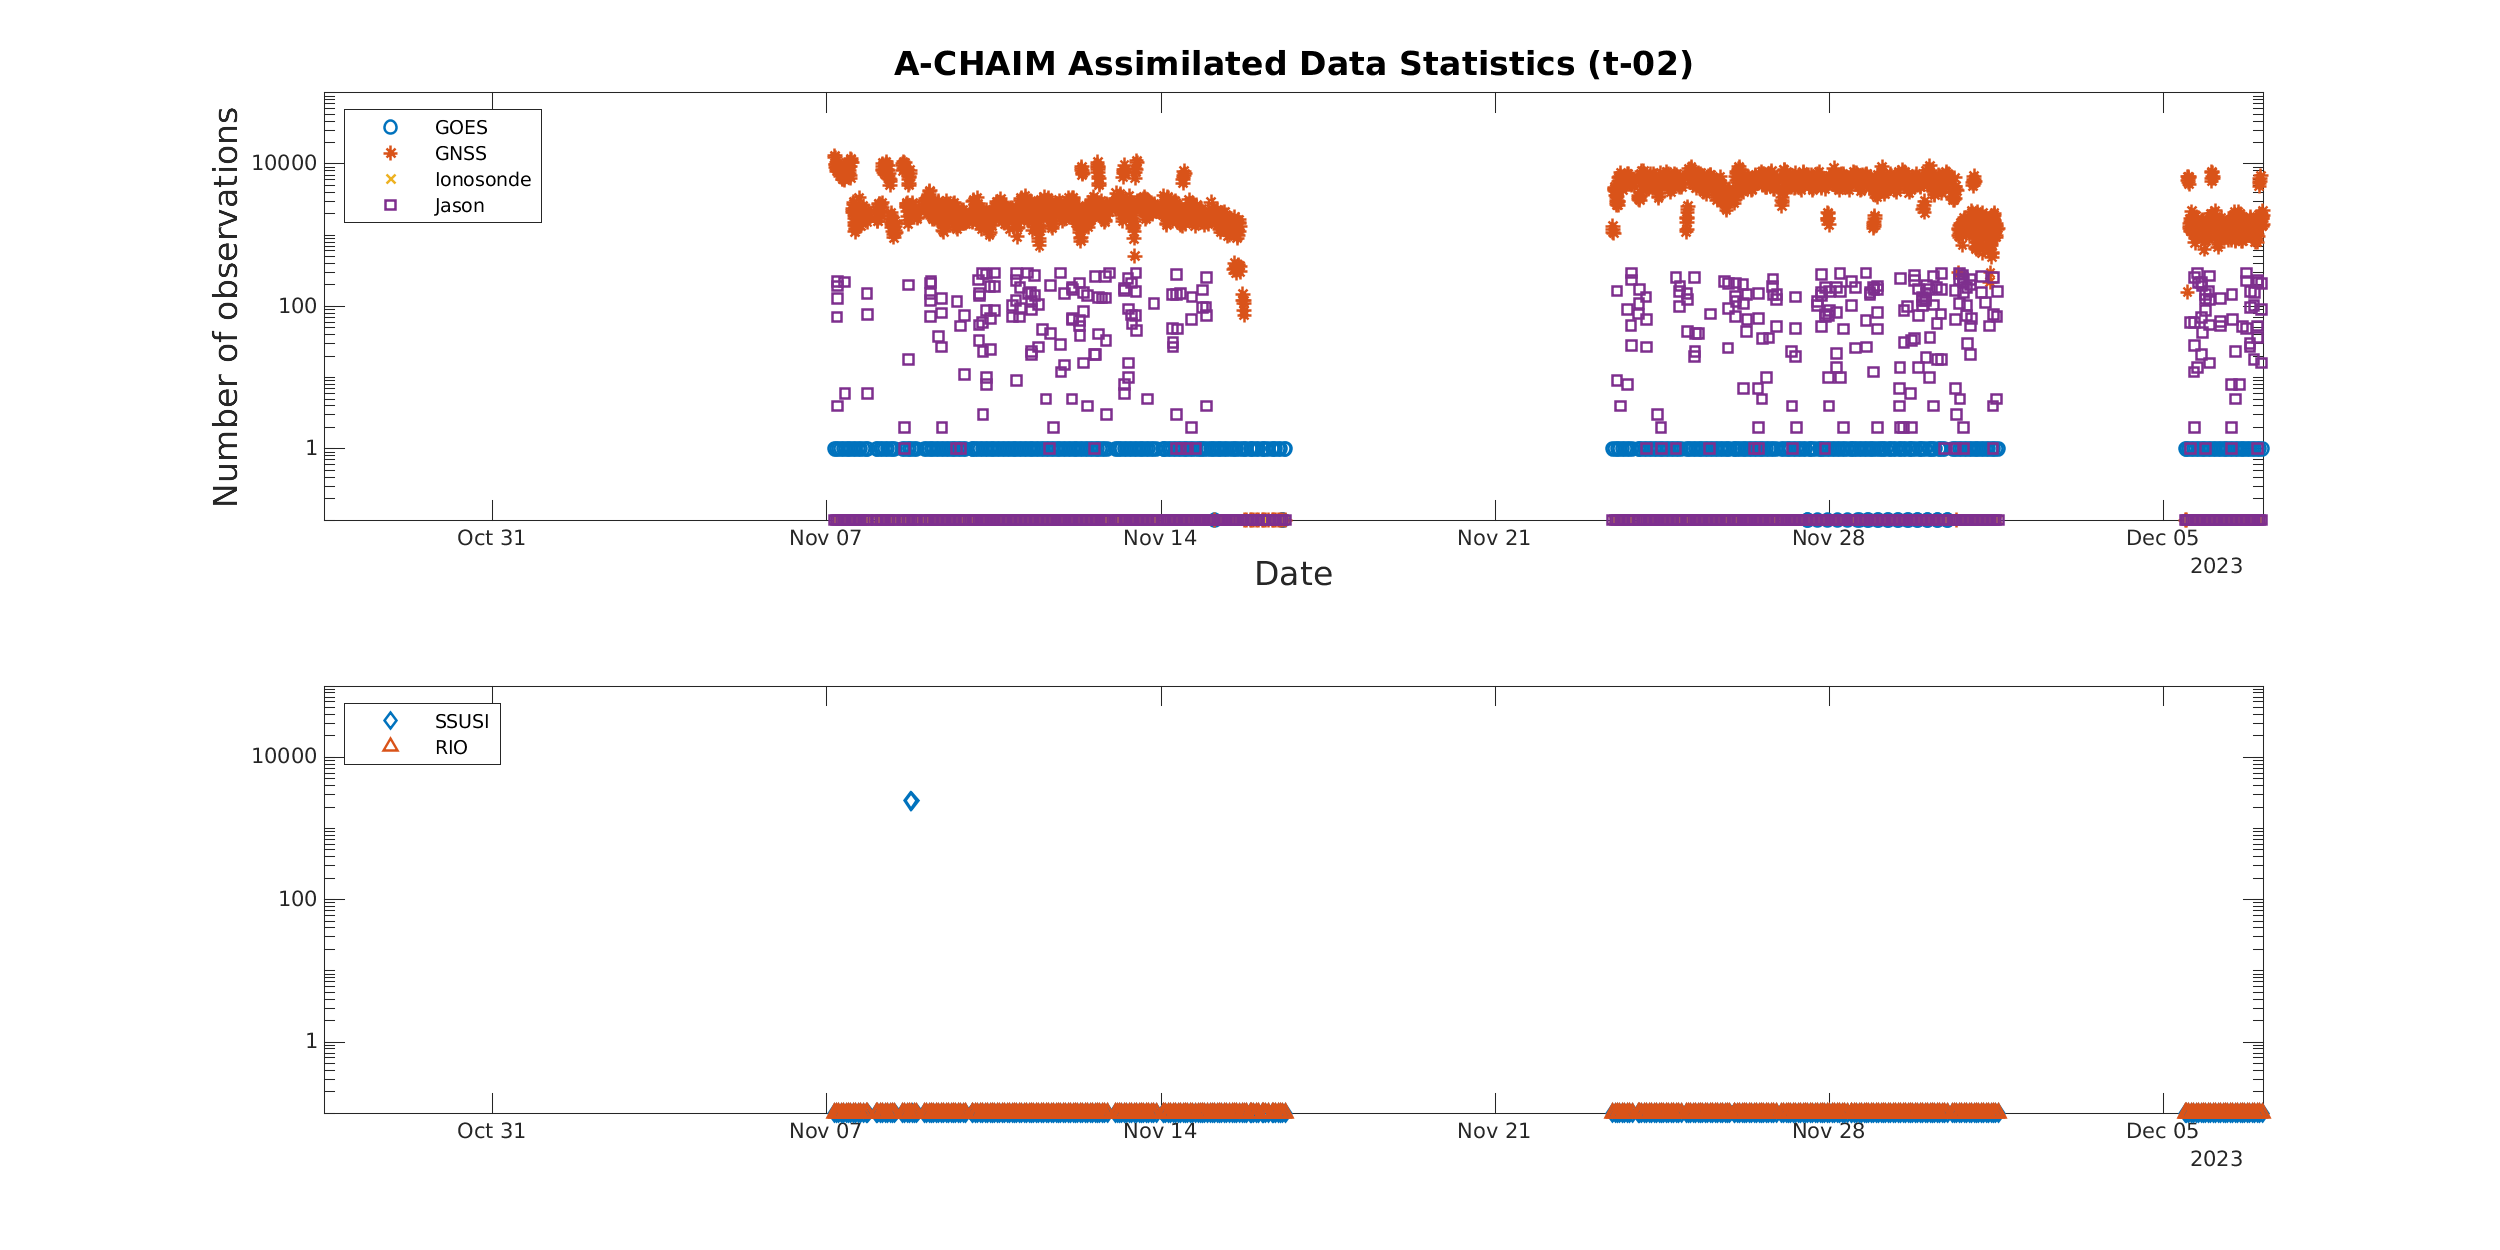 A-CHAIM Assimilated Data Statistics (t-02)
Number of observations
10000
100
1
GOES
GNSS
Ionosonde
Jason
Oct 31
Nov 07
Nov 14
Nov 21
Nov 28
Dec 05
2023
Date
10000
100
1
SSUSI
RIO
Oct 31
Nov 07
Nov 14
Nov 21
Nov 28
Dec 05
2023